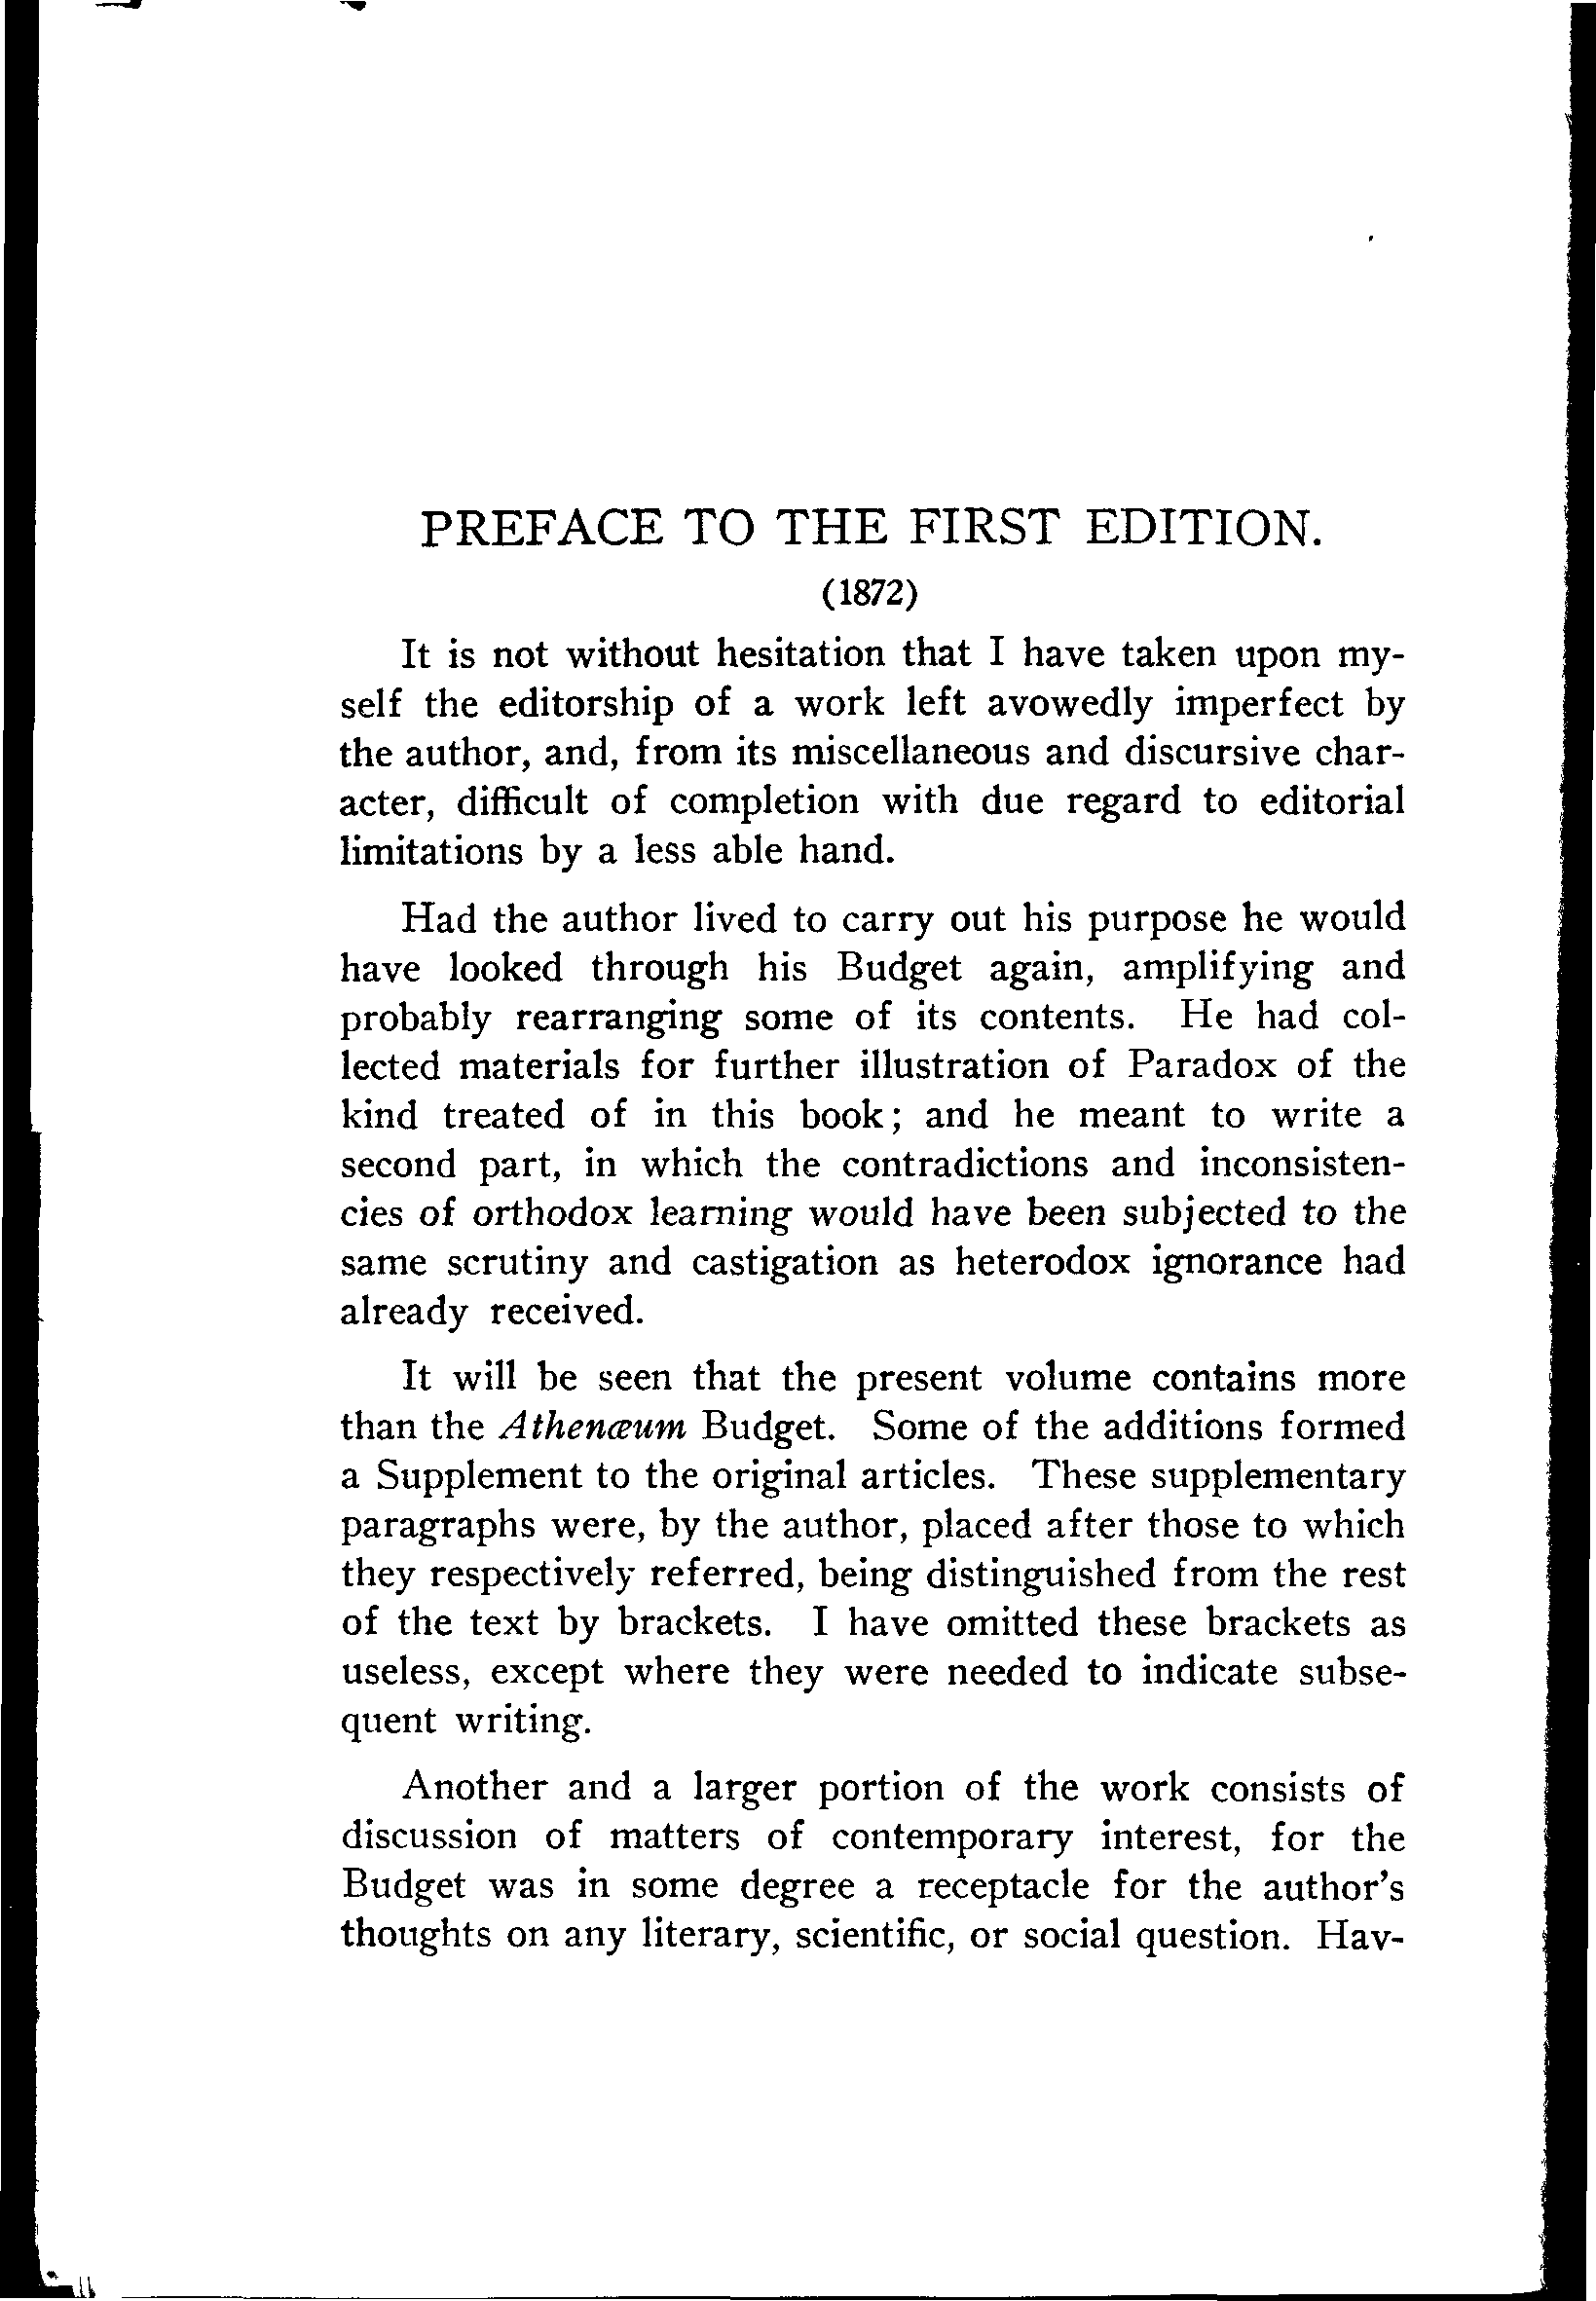 PREFACE TO THE FIRST EDITION.
(1872)
It is not without hesitation that I have taken upon my-
self the editorship of a work left avowedly imperfect by
the author, and, from its miscellaneous and discursive char-
acter, difficult of completion with due regard to editorial
limitations by a less able hand.
Had the author lived to carry out his purpose he would
have looked through his Budget again, amplifying and
probably rearranging some of its contents. He had col-
lected materials for further illustration of Paradox of the
kind treated of in this book; and he meant to write a
second part, in which the contradictions and inconsisten-
cies of orthodox learning would have been subjected to the
same scrutiny and castigation as heterodox ignorance had
already received.
It will be seen that the present volume contains more
than the Athenæum Budget. Some of the additions formed
a Supplement to the original articles. These supplementary
paragraphs were, by the author, placed after those to which
they respectively referred, being distinguished from the rest
of the text by brackets. I have omitted these brackets as
useless, except where they were needed to indicate subse-
quent writing.
Another and a larger portion of the work consists of
discussion of matters of contemporary interest, for the
Budget was in some degree a receptacle for the author's
thoughts on any literary, scientific, or social question. Hav-